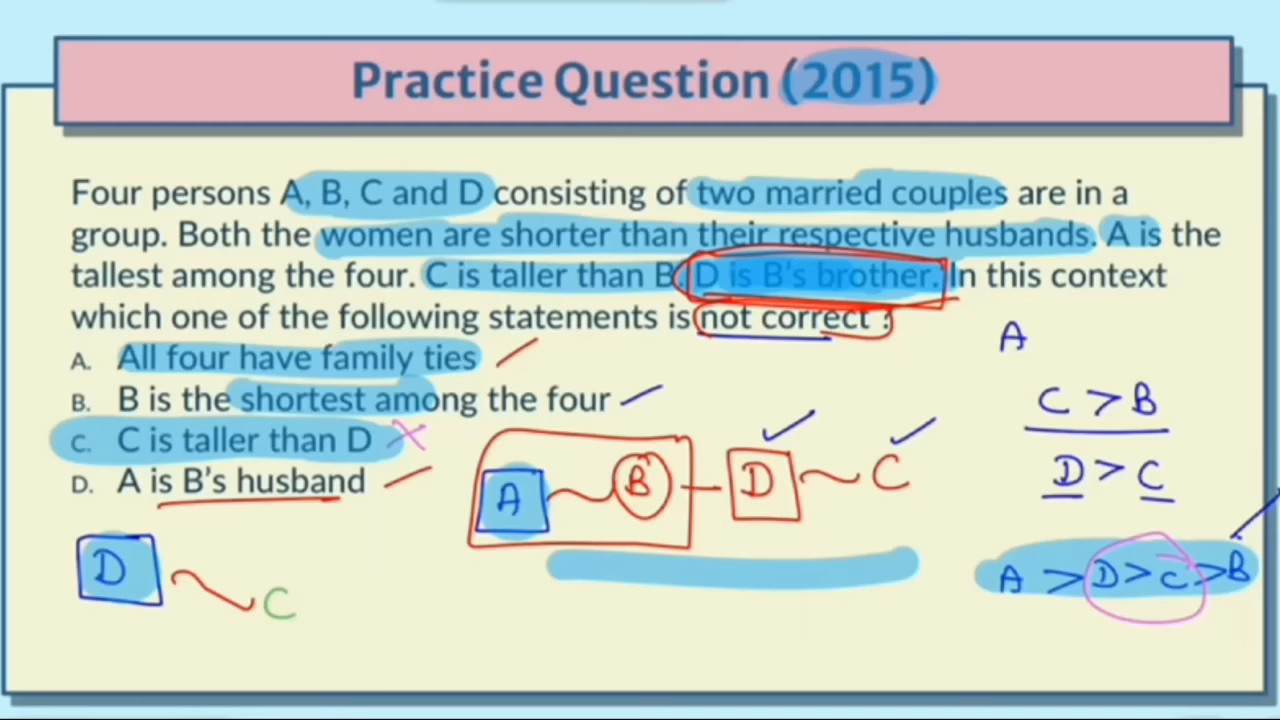 Practice Question (2015)
Four persons A, B, C and D consisting of two married couples are in a
group. Both the women are shorter than their respective husbands. A is the
tallest among the four. C is taller than B. D is B's brother. In this context
which one of the following statements is not correct ?
A. All four have family ties
B. B is the shortest among the four
C. C is taller than D
D. A is B's husband
A
C > B
D > C
A B D C
D C
A > D > C > B